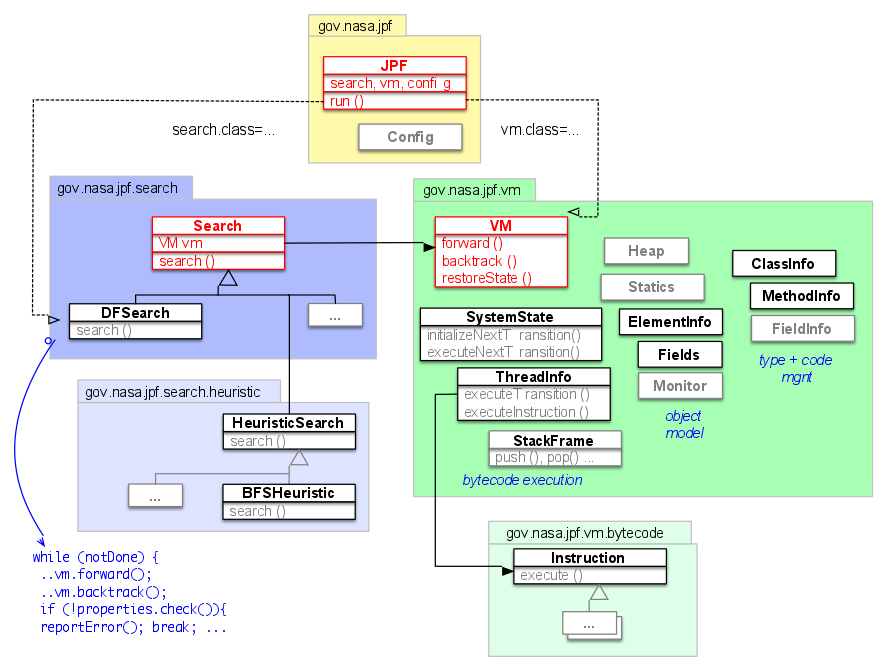 gov.nasa.jpf
JPF
search, vm, confi g
run ()
Config
search.class=...
vm.class=...
gov.nasa.jpf.search
Search
VM vm
search ()
DFSearch
search ()
...
gov.nasa.jpf.search.heuristic
HeuristicSearch
search ()
...
BFSHeuristic
search ()
while (notDone) {
..vm.forward();
..vm.backtrack();
if (!properties.check()){
reportError(); break; ...
gov.nasa.jpf.vm
VM
forward ()
backtrack ()
restoreState ()
SystemState
initializeNextT ransition()
executeNextT ransition()
ThreadInfo
executeT ransition ()
executeInstruction ()
StackFrame
push (), pop() ...
bytecode execution
Heap
Statics
ElementInfo
Fields
Monitor
object
model
ClassInfo
MethodInfo
FieldInfo
type + code
mgnt
gov.nasa.jpf.vm.bytecode
Instruction
execute ()
...